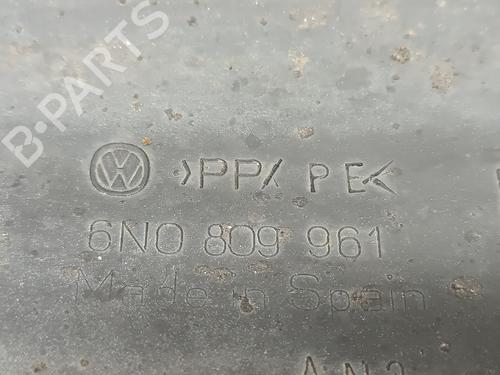 B-PARTS
>PP/ PE<
6N0 809 961
Made in Spain